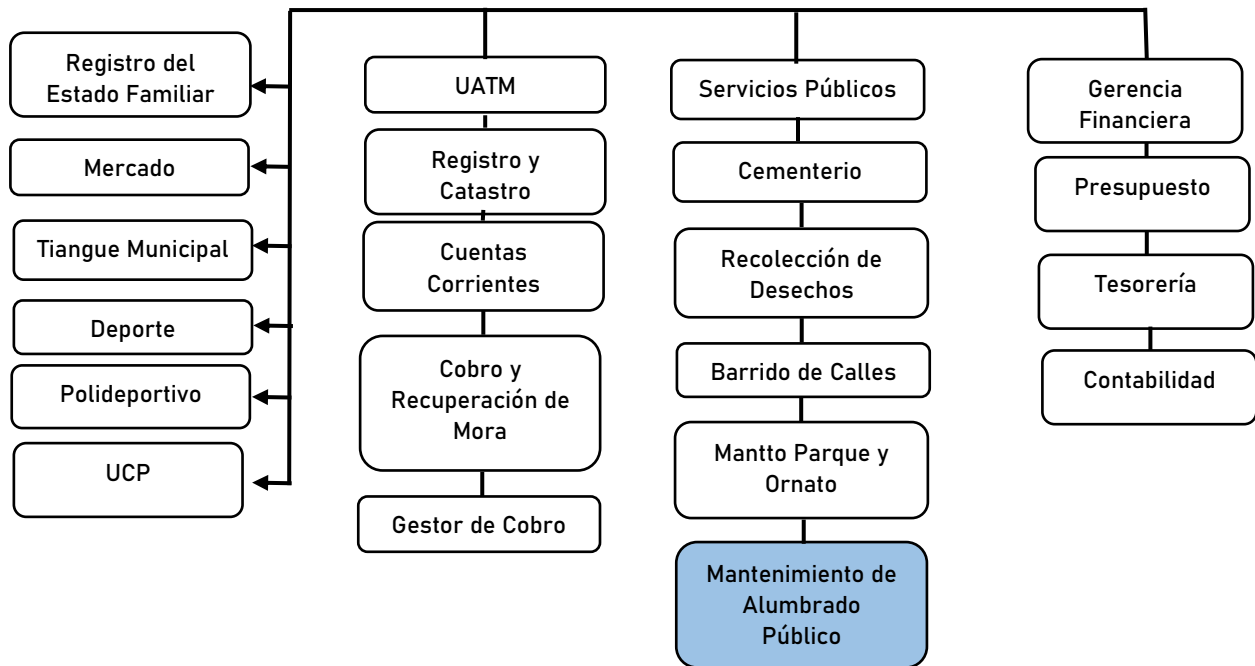 Registro del
Estado Familiar
Mercado
Tiangue Municipal
Deporte
Polideportivo
UCP
UATM
Registro y
Catastro
Cuentas
Corrientes
Cobro y
Recuperación de
Mora
Gestor de Cobro
Servicios Públicos
Cementerio
Recolección de
Desechos
Barrido de Calles
Mantto Parque y
Ornato
Mantenimiento de
Alumbrado
Público
Gerencia
Financiera
Presupuesto
Tesorería
Contabilidad